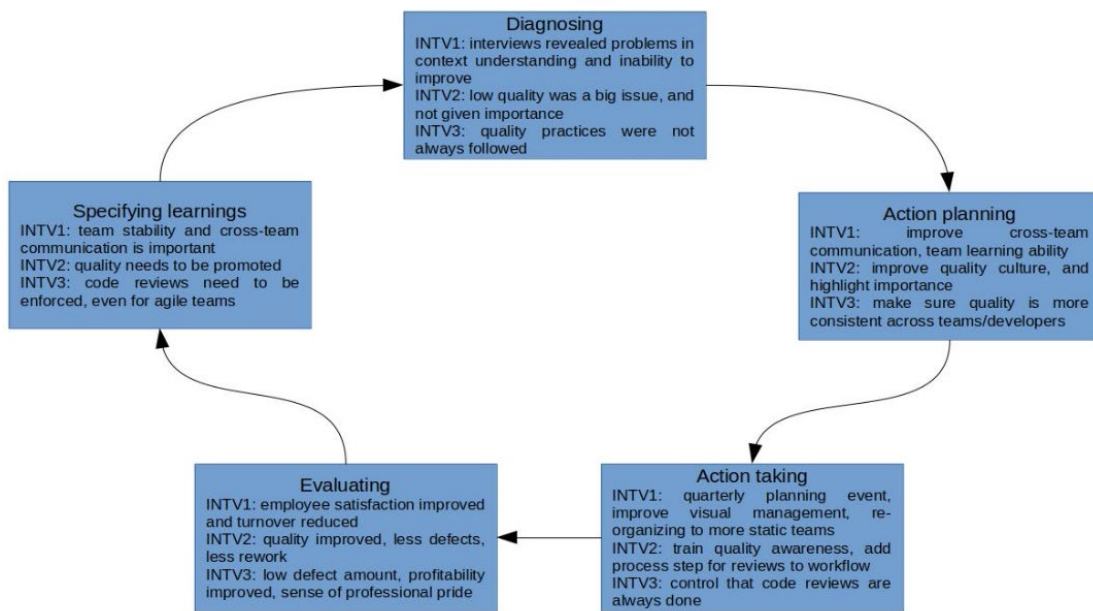 Diagnosing
INTV1: interviews revealed problems in
context understanding and inability to
improve
INTV2: low quality was a big issue, and
not given importance
INTV3: quality practices were not
always followed
Action planning
INTV1: improve cross-team
communication, team learning ability
INTV2: improve quality culture, and
highlight importance
INTV3: make sure quality is more
consistent across teams/developers
Action taking
INTV1: quarterly planning event,
improve visual management, re-
organizing to more static teams
INTV2: train quality awareness, add
process step for reviews to workflow
INTV3: control that code reviews are
always done
Evaluating
INTV1: employee satisfaction improved
and turnover reduced
INTV2: quality improved, less defects,
less rework
INTV3: low defect amount, profitability
improved, sense of professional pride
Specifying learnings
INTV1: team stability and cross-team
communication is important
INTV2: quality needs to be promoted
INTV3: code reviews need to be
enforced, even for agile teams